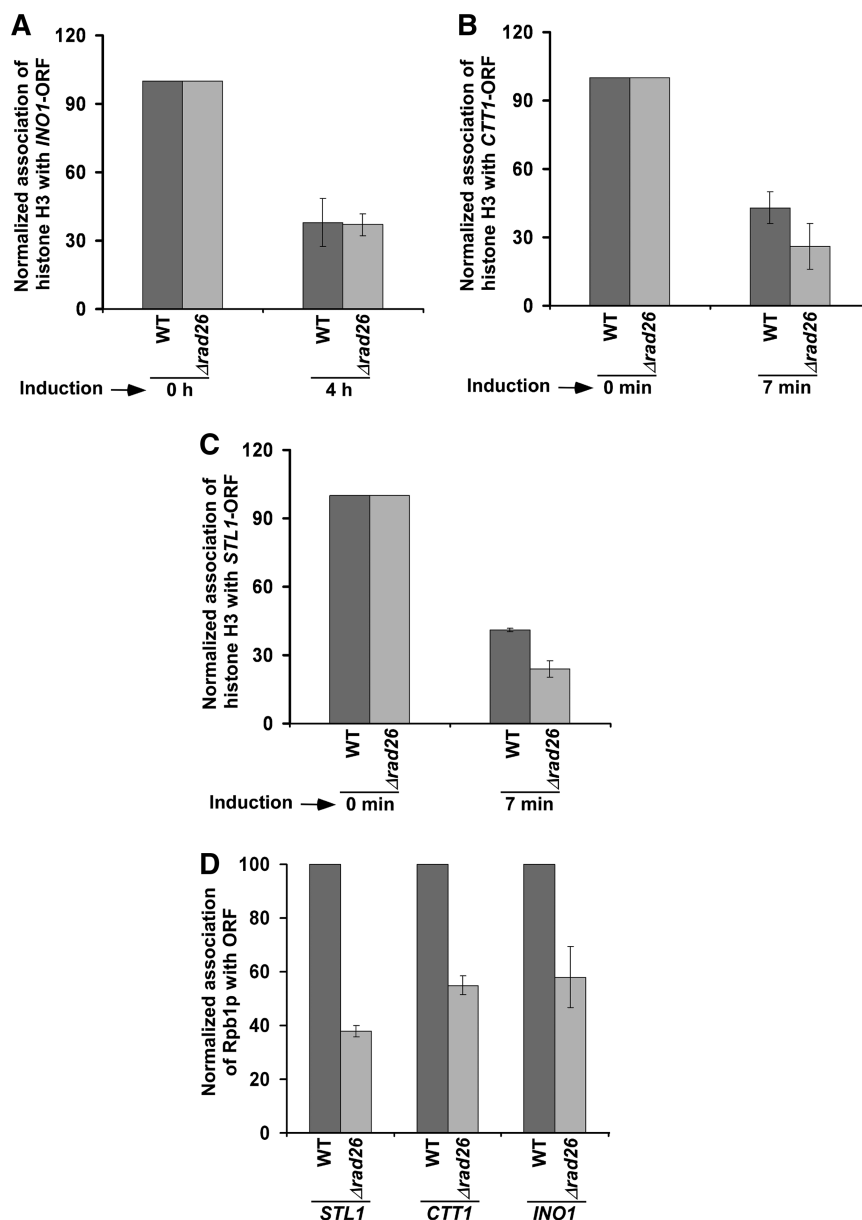 A
Normalized association of
histone H3 with INO1-ORF
120
90
60
30
0
WT
Δrad26
WT
Δrad26
Induction
0 h
4 h
B
Normalized association of
histone H3 with CTT1-ORF
120
90
60
30
0
WT
Δrad26
WT
Δrad26
Induction
0 min
7 min
C
Normalized association of
histone H3 with STL1-ORF
120
90
60
30
0
WT
Δrad26
WT
Δrad26
Induction
0 min
7 min
D
Normalized association
of Rpb1p with ORF
100
80
60
40
20
0
WT
Δrad26
WT
Δrad26
WT
Δrad26
STL1
CTT1
INO1